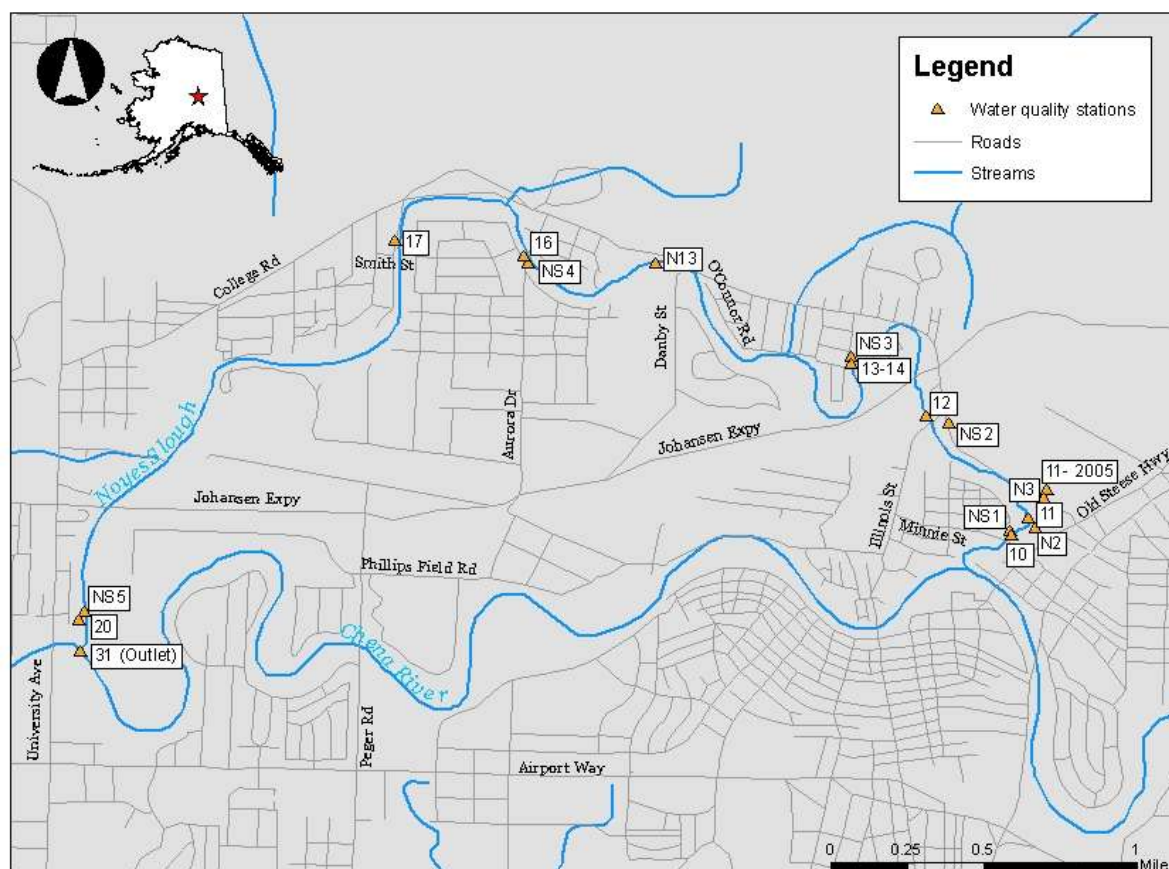 Legend
Water quality stations
Roads
Streams
17
16
NS4
N13
Smith St
College Rd
O'Connor Rd
Danby St
NS3
13-14
12
NS2
Aurora Dr
Johansen Expy
Noyes Slough
11- 2005
N3
Old Steese Hwy
11
NS1
Illinois St
Minnie St
N2
10
Johansen Expy
Phillips Field Rd
NS5
20
31 (Outlet)
Chena River
University Ave
Peger Rd
Airport Way
0 0.25 0.5 1
Mile